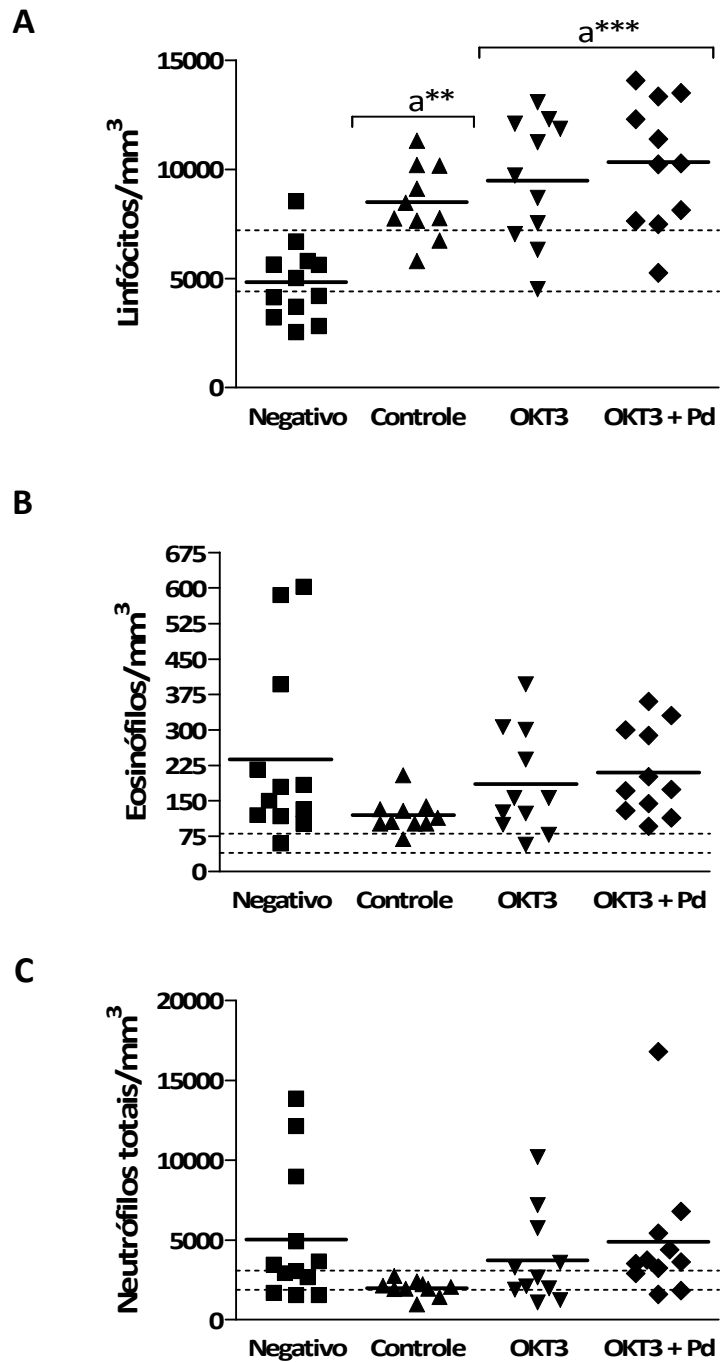 A
a***
a**
Linfócitos/mm³
15000
10000
5000
0
Negativo Controle OKT3 OKT3 + Pd
B
Eosinófilos/mm³
675
600
525
450
375
300
225
150
75
0
Negativo Controle OKT3 OKT3 + Pd
C
Neutrófilos totais/mm³
20000
15000
10000
5000
0
Negativo Controle OKT3 OKT3 + Pd